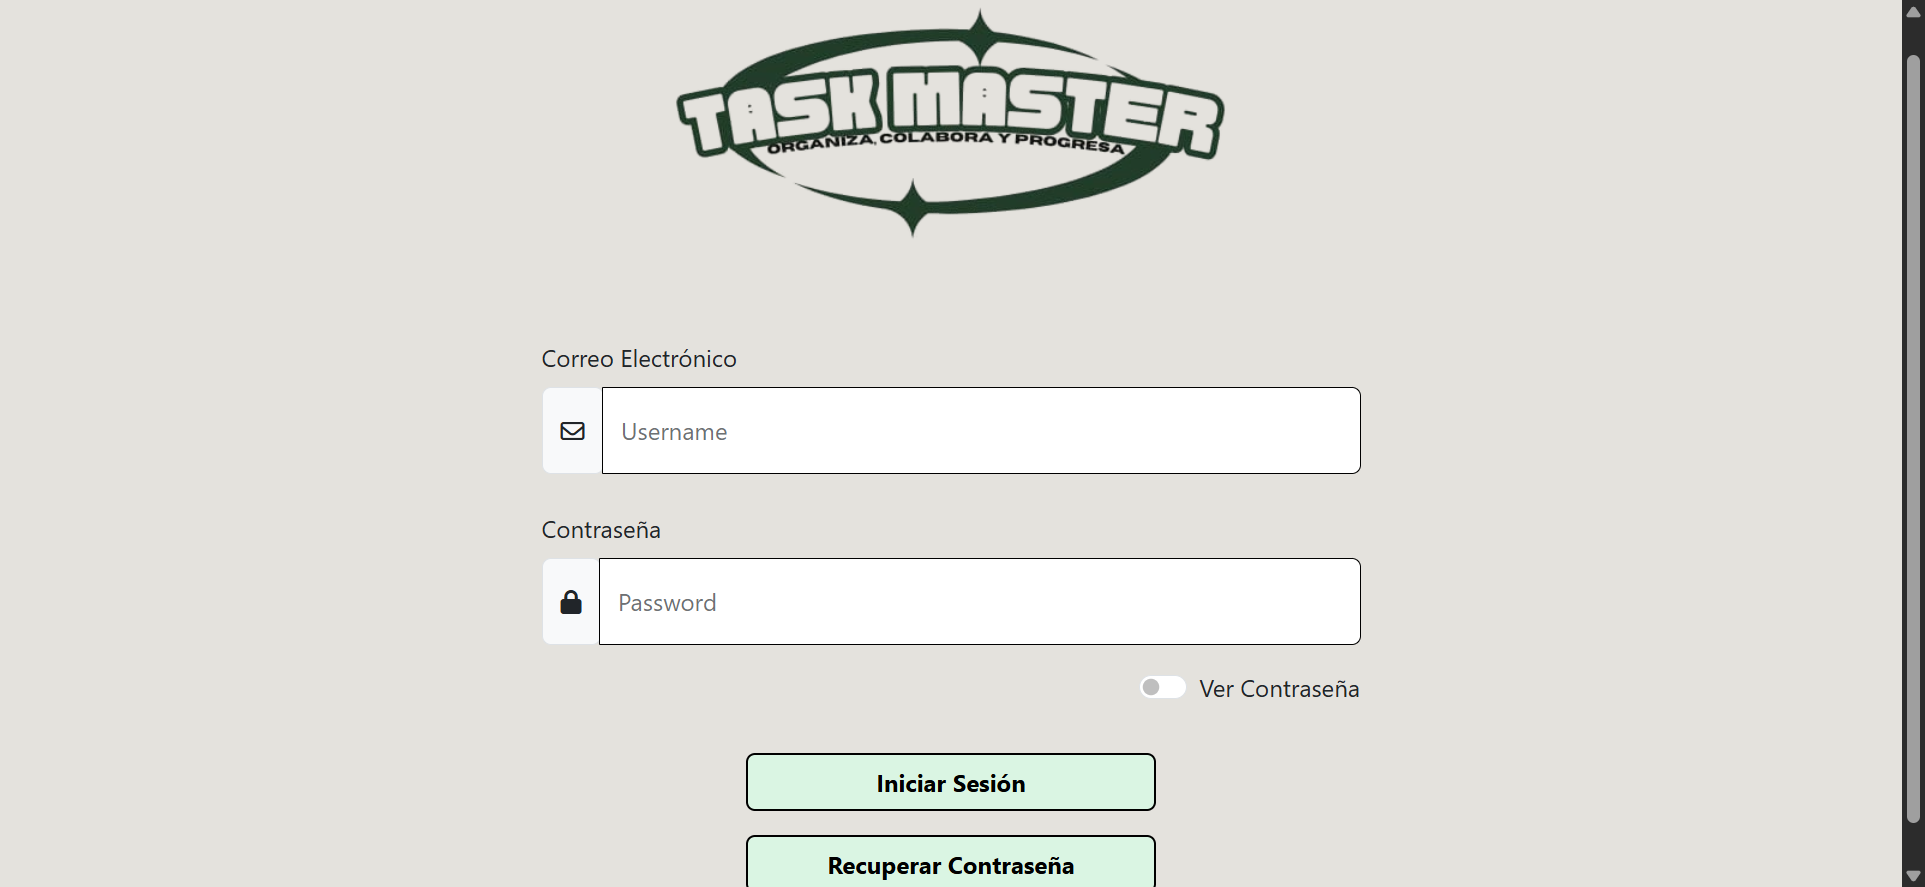 TASK MASTER
ORGANIZA, COLABORA Y PROGRESA
Correo Electrónico
Username
Contraseña
Password
Ver Contraseña
Iniciar Sesión
Recuperar Contraseña